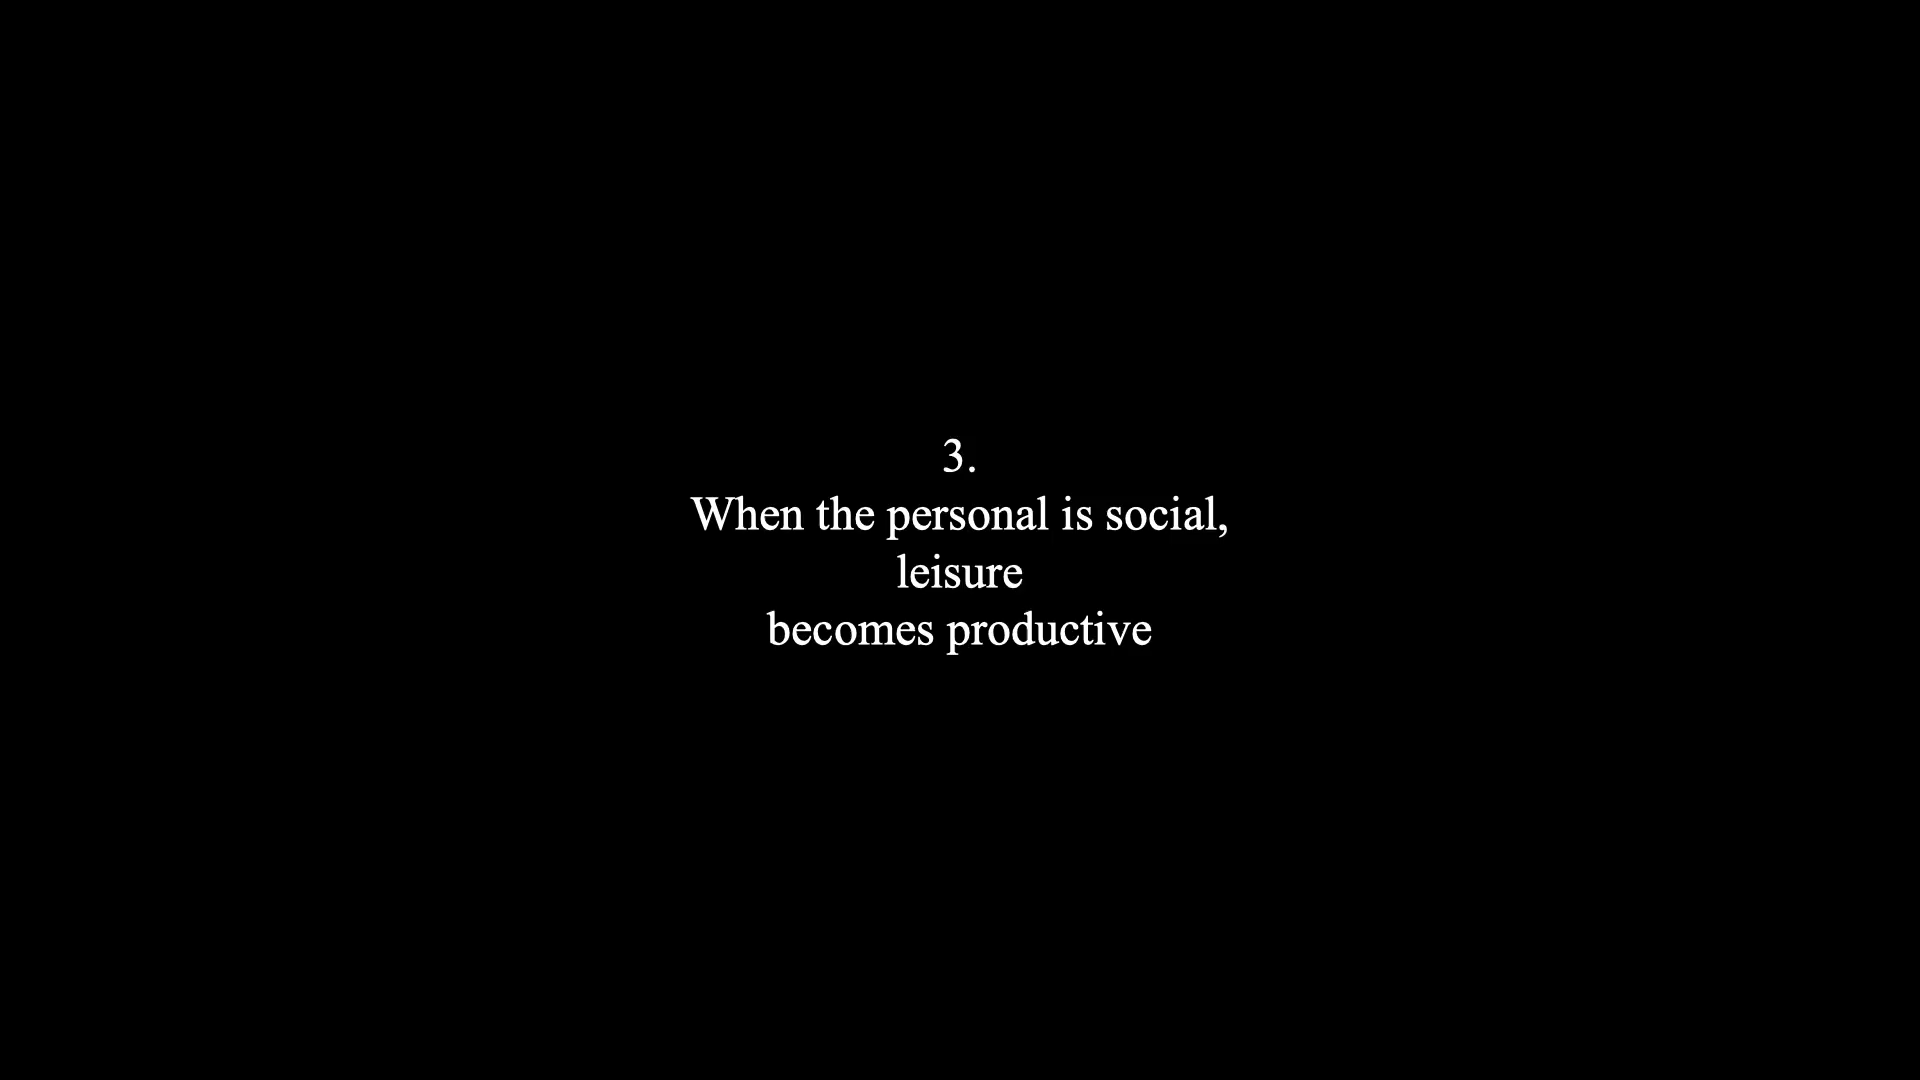 3.
When the personal is social,
leisure
becomes productive